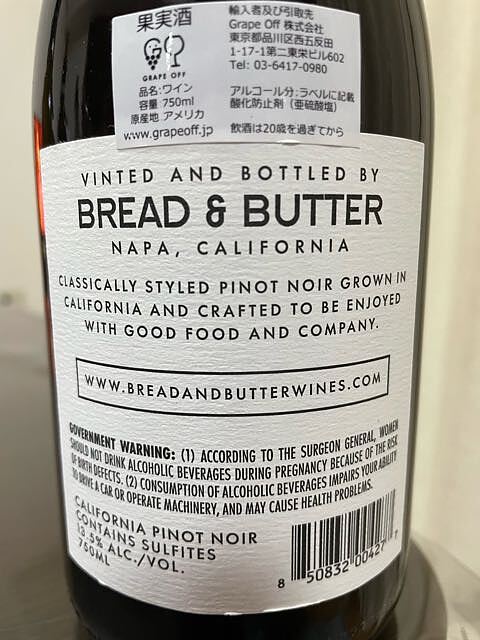 果実酒
GRAPE OFF
品名:ワイン
容量 750ml
原産地 アメリカ
www.grapeoff.jp
輸入者及び引取先
Grape Off 株式会社
東京都品川区西五反田
1-17-1第二東栄ビル602
Tel: 03-6417-0980
アルコール分:ラベルに記載
酸化防止剤（亜硫酸塩）
飲酒は20歳を過ぎてから
VINTED AND BOTTLED BY
BREAD & BUTTER
NAPA, CALIFORNIA
CLASSICALLY STYLED PINOT NOIR GROWN IN
CALIFORNIA AND CRAFTED TO BE ENJOYED
WITH GOOD FOOD AND COMPANY.
WWW.BREADANDBUTTERWINES.COM
GOVERNMENT WARNING: (1) ACCORDING TO THE SURGEON GENERAL, WOMEN
SHOULD NOT DRINK ALCOHOLIC BEVERAGES DURING PREGNANCY BECAUSE OF THE RISK
OF BIRTH DEFECTS. (2) CONSUMPTION OF ALCOHOLIC BEVERAGES IMPAIRS YOUR ABILITY
TO DRIVE A CAR OR OPERATE MACHINERY, AND MAY CAUSE HEALTH PROBLEMS.
CALIFORNIA PINOT NOIR
CONTAINS SULFITES
13.5% ALC./VOL.
750ML
8 50832 00427 7